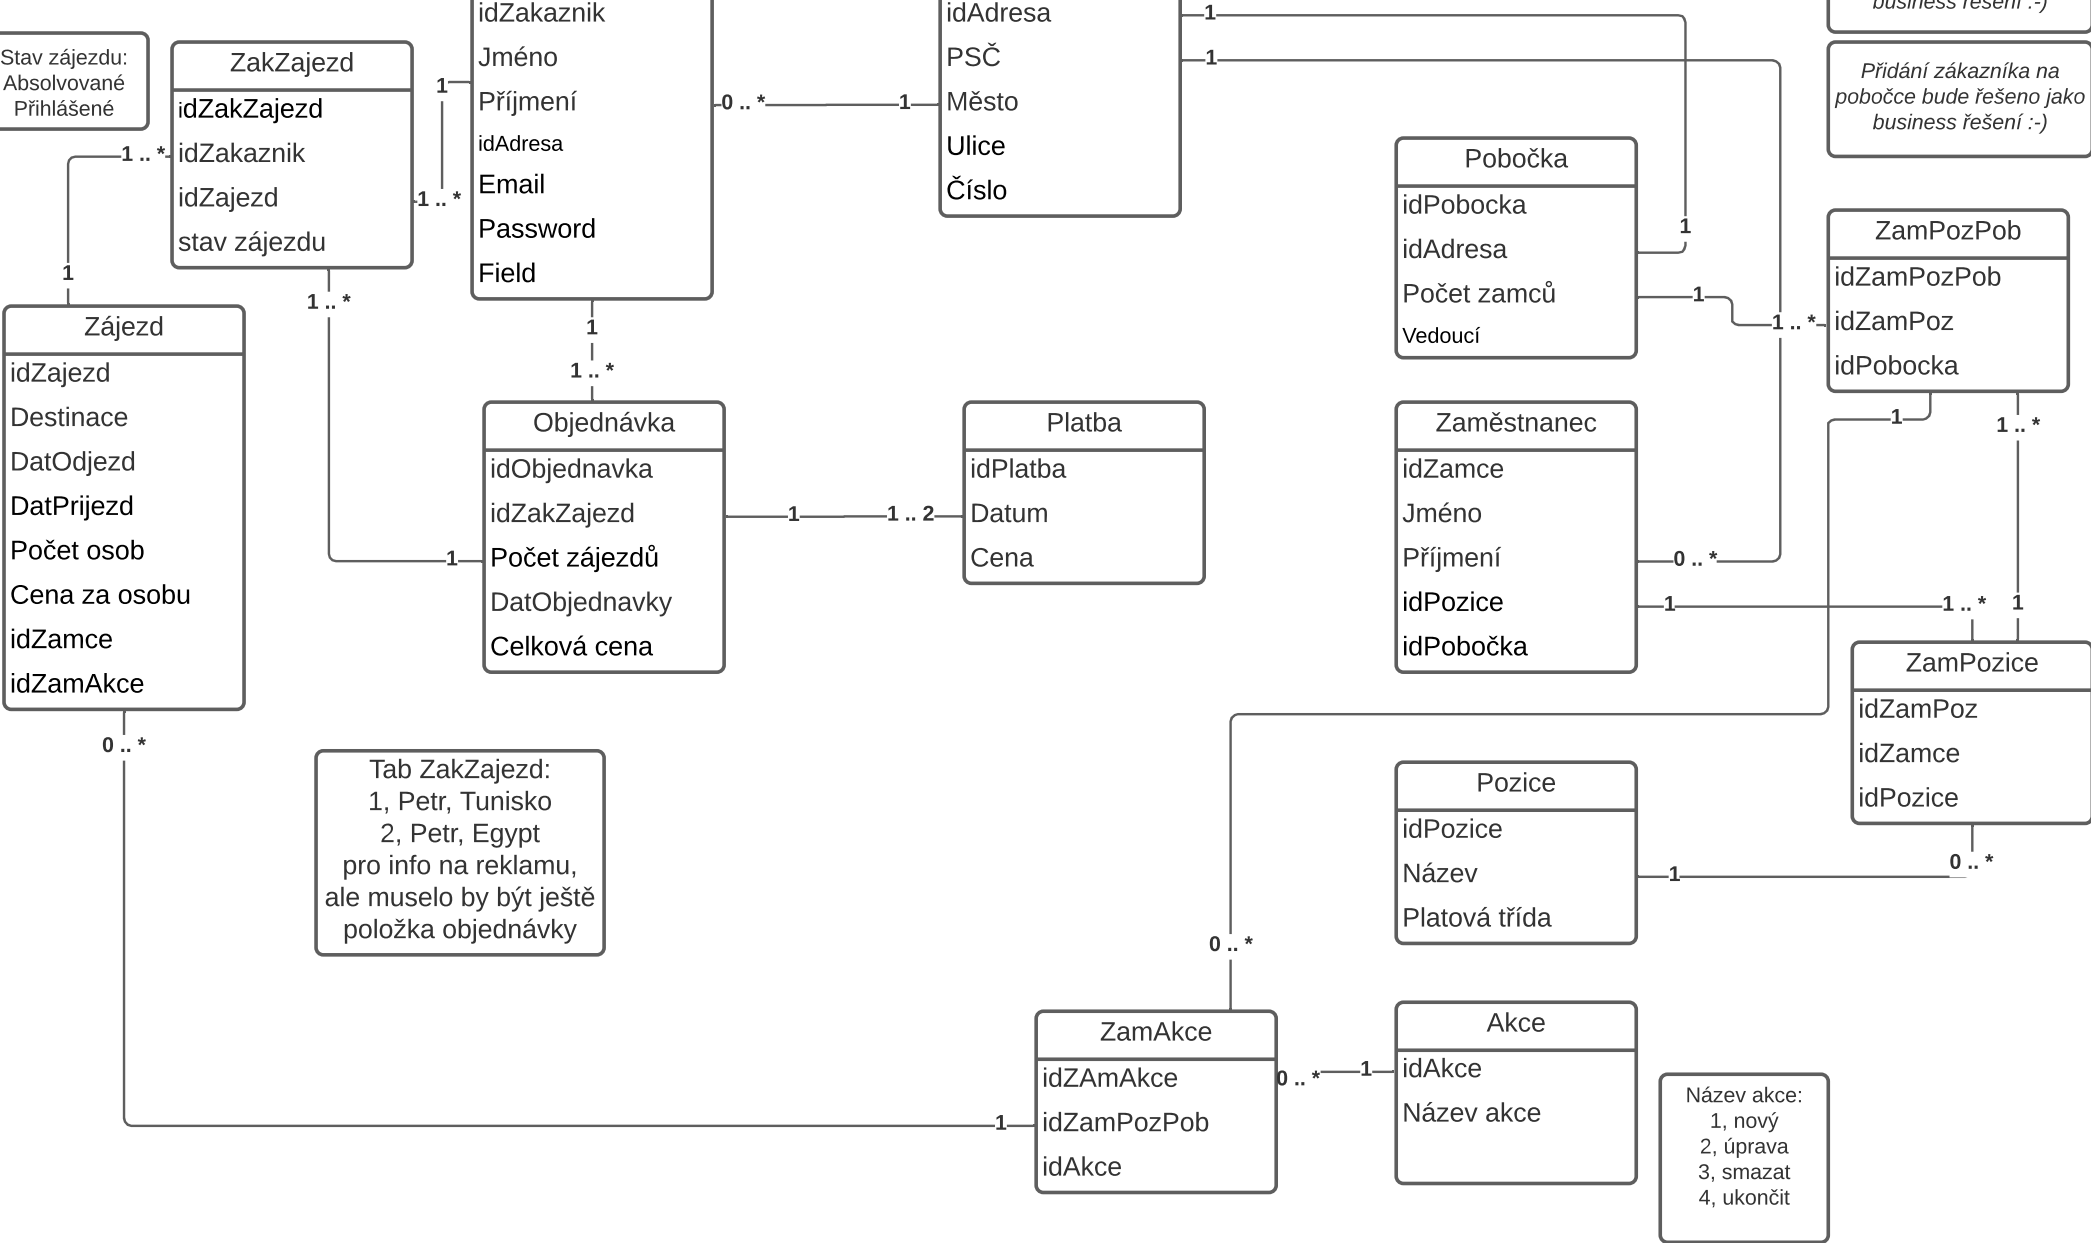 Stav zájezdu:
Absolvované
Přihlášené
ZakZajezd
idZakZajezd
idZakaznik
idZajezd
stav zájezdu
1 .. *
1
1 .. *
1
1 .. *
idZakaznik
Jméno
Příjmení
idAdresa
Email
Password
Field
0 .. *
1
idAdresa
PSČ
Město
Ulice
Číslo
1
1
business řešení :-)
Přidání zákazníka na
pobočce bude řešeno jako
business řešení :-)
Pobočka
idPobocka
idAdresa
Počet zamců
Vedoucí
1
1
1 .. *
ZamPozPob
idZamPozPob
idZamPoz
idPobocka
1
1 .. *
Zájezd
idZajezd
Destinace
DatOdjezd
DatPrijezd
Počet osob
Cena za osobu
idZamce
idZamAkce
0 .. *
1
1 .. *
Objednávka
idObjednavka
idZakZajezd
Počet zájezdů
DatObjednavky
Celková cena
1
1
1 .. 2
Platba
idPlatba
Datum
Cena
Zaměstnanec
idZamce
Jméno
Příjmení
idPozice
idPobočka
0 .. *
1
1 .. *
1
ZamPozice
idZamPoz
idZamce
idPozice
0 .. *
Tab ZakZajezd:
1, Petr, Tunisko
2, Petr, Egypt
pro info na reklamu,
ale muselo by být ještě
položka objednávky
Pozice
idPozice
Název
Platová třída
1
0 .. *
ZamAkce
idZAmAkce
idZamPozPob
idAkce
1
0 .. *
1
Akce
idAkce
Název akce
Název akce:
1, nový
2, úprava
3, smazat
4, ukončit